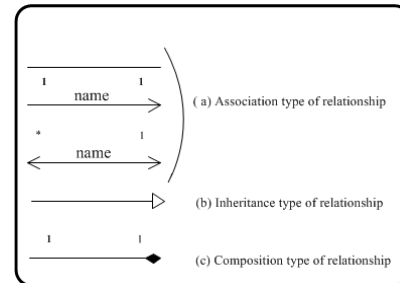 1 1
name
( a) Association type of relationship
* 1
name
(b) Inheritance type of relationship
1 1
(c) Composition type of relationship